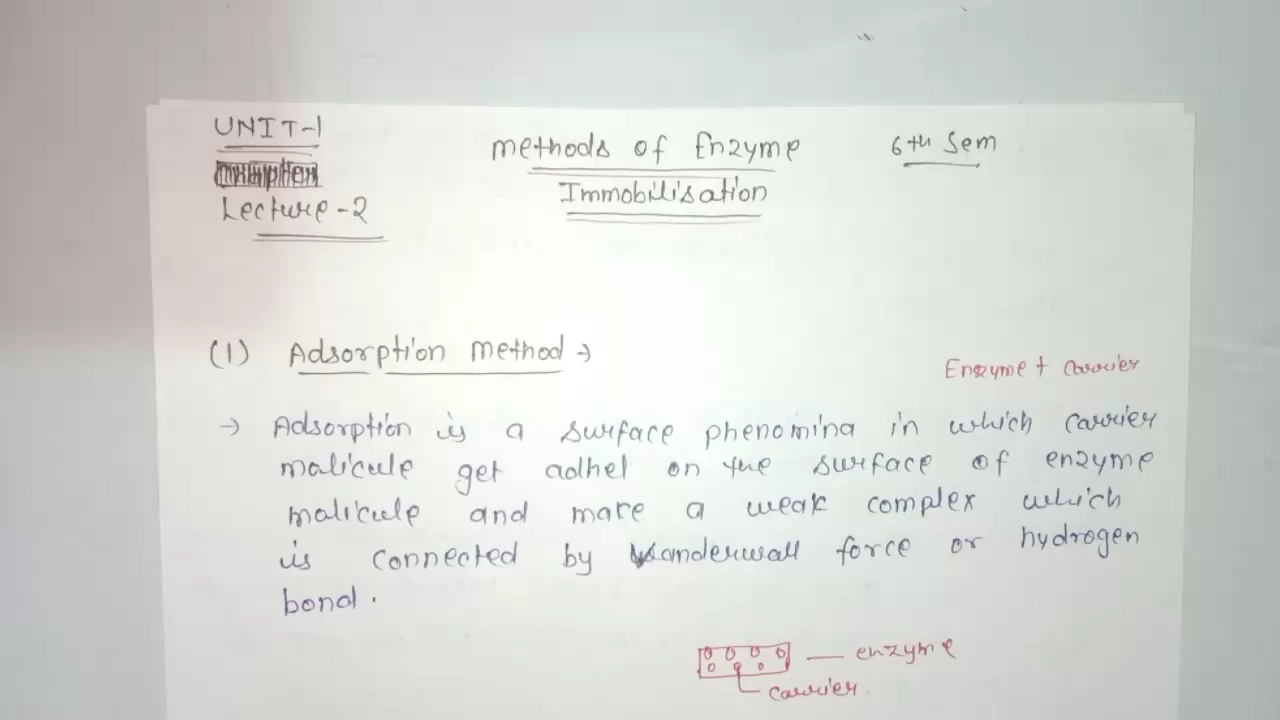 UNIT-1
methods of Enzyme
6th Sem
Immobilisation
Lecture-2
(1) Adsorption method →
Enzyme + carrier
→ Adsorption is a surface phenomina in which carrier
malicule get adhel on the surface of enzyme
malicule and make a weak complex which
is connected by vanderwall force or hydrogen
bond.
enzyme
carrier.